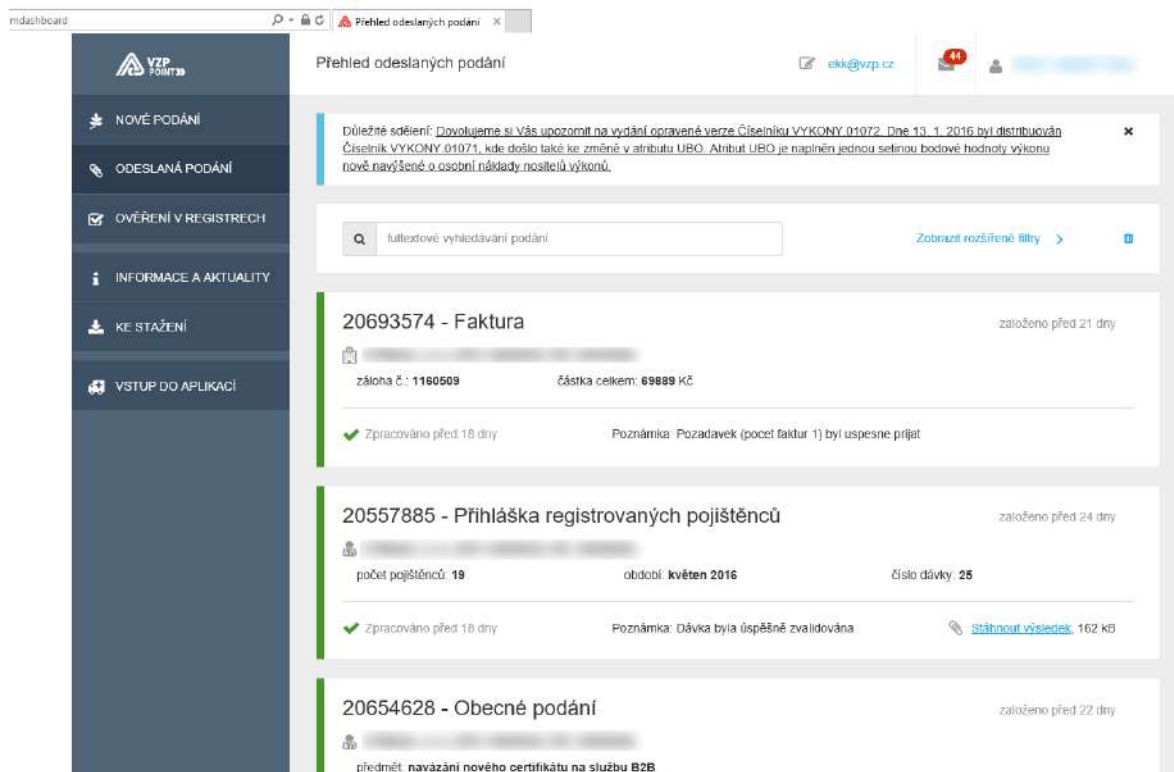 mdashboard
Přehled odeslaných podání
VZP
POINT
Přehled odeslaných podání
ekk@vzp.cz
44
NOVÉ PODÁNÍ
ODESLANÁ PODÁNÍ
OVĚŘENÍ V REGISTRECH
INFORMACE A AKTUALITY
KE STAŽENÍ
VSTUP DO APLIKACÍ
Důležité sdělení: Dovolujeme si Vás upozornit na vydání opravené verze Číselníku VYKONY.01072. Dne 13. 1. 2016 byl distribuován
Číselník VYKONY.01071, kde došlo také ke změně v atributu UBO. Atribut UBO je naplněn jednou setinou bodové hodnoty výkonu
nově navýšené o osobní náklady nositelů výkonů.
fulltextové vyhledávání podání
Zobrazit rozšířené filtry
20693574 - Faktura
založeno před 21 dny
záloha č.: 1160509 částka celkem: 69889 Kč
Zpracováno před 18 dny Poznámka: Pozadavek (pocet faktur 1) byl uspesne prijat
20557885 - Přihláška registrovaných pojištěnců
založeno před 24 dny
počet pojištěnců: 19 období: květen 2016 číslo dávky: 25
Zpracováno před 18 dny Poznámka: Dávka byla úspěšně zvalidována Stáhnout výsledek, 162 kB
20654628 - Obecné podání
založeno před 22 dny
předmět: navázání nového certifikátu na službu B2B